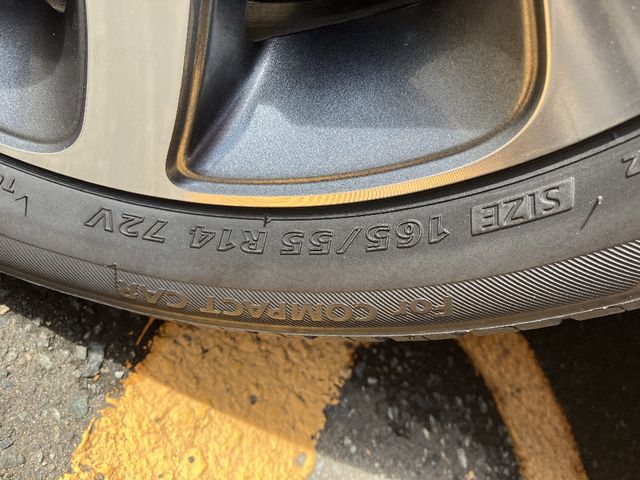 SIZE 165/55 R14 72V
For COMPACT CAR